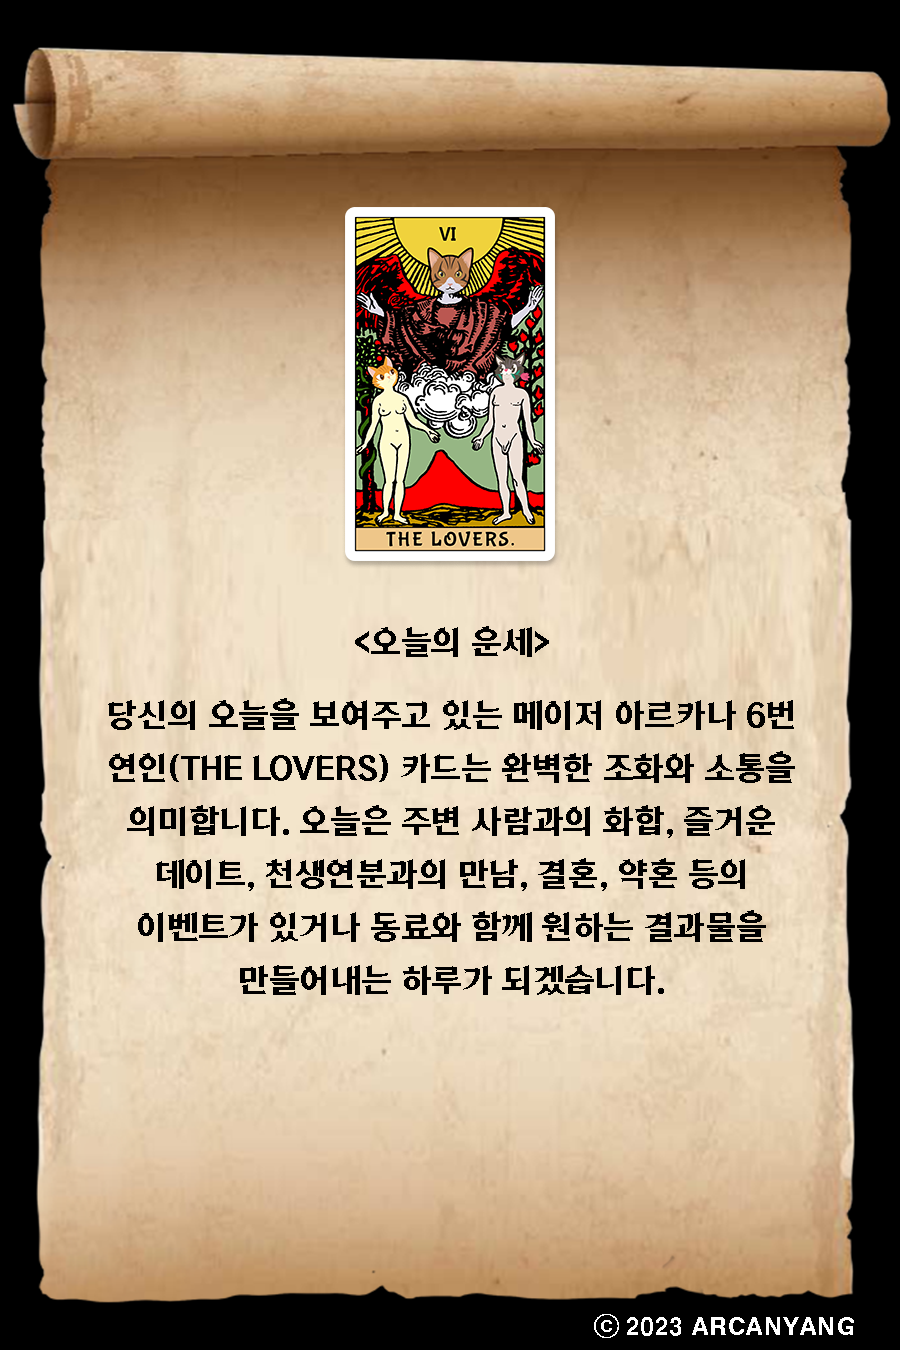 VI
THE LOVERS.
<오늘의 운세>
당신의 오늘을 보여주고 있는 메이저 아르카나 6번
연인(THE LOVERS) 카드는 완벽한 조화와 소통을
의미합니다. 오늘은 주변 사람과의 화합, 즐거운
데이트, 천생연분과의 만남, 결혼, 약혼 등의
이벤트가 있거나 동료와 함께 원하는 결과물을
만들어내는 하루가 되겠습니다.
ⓒ 2023 ARCANYANG